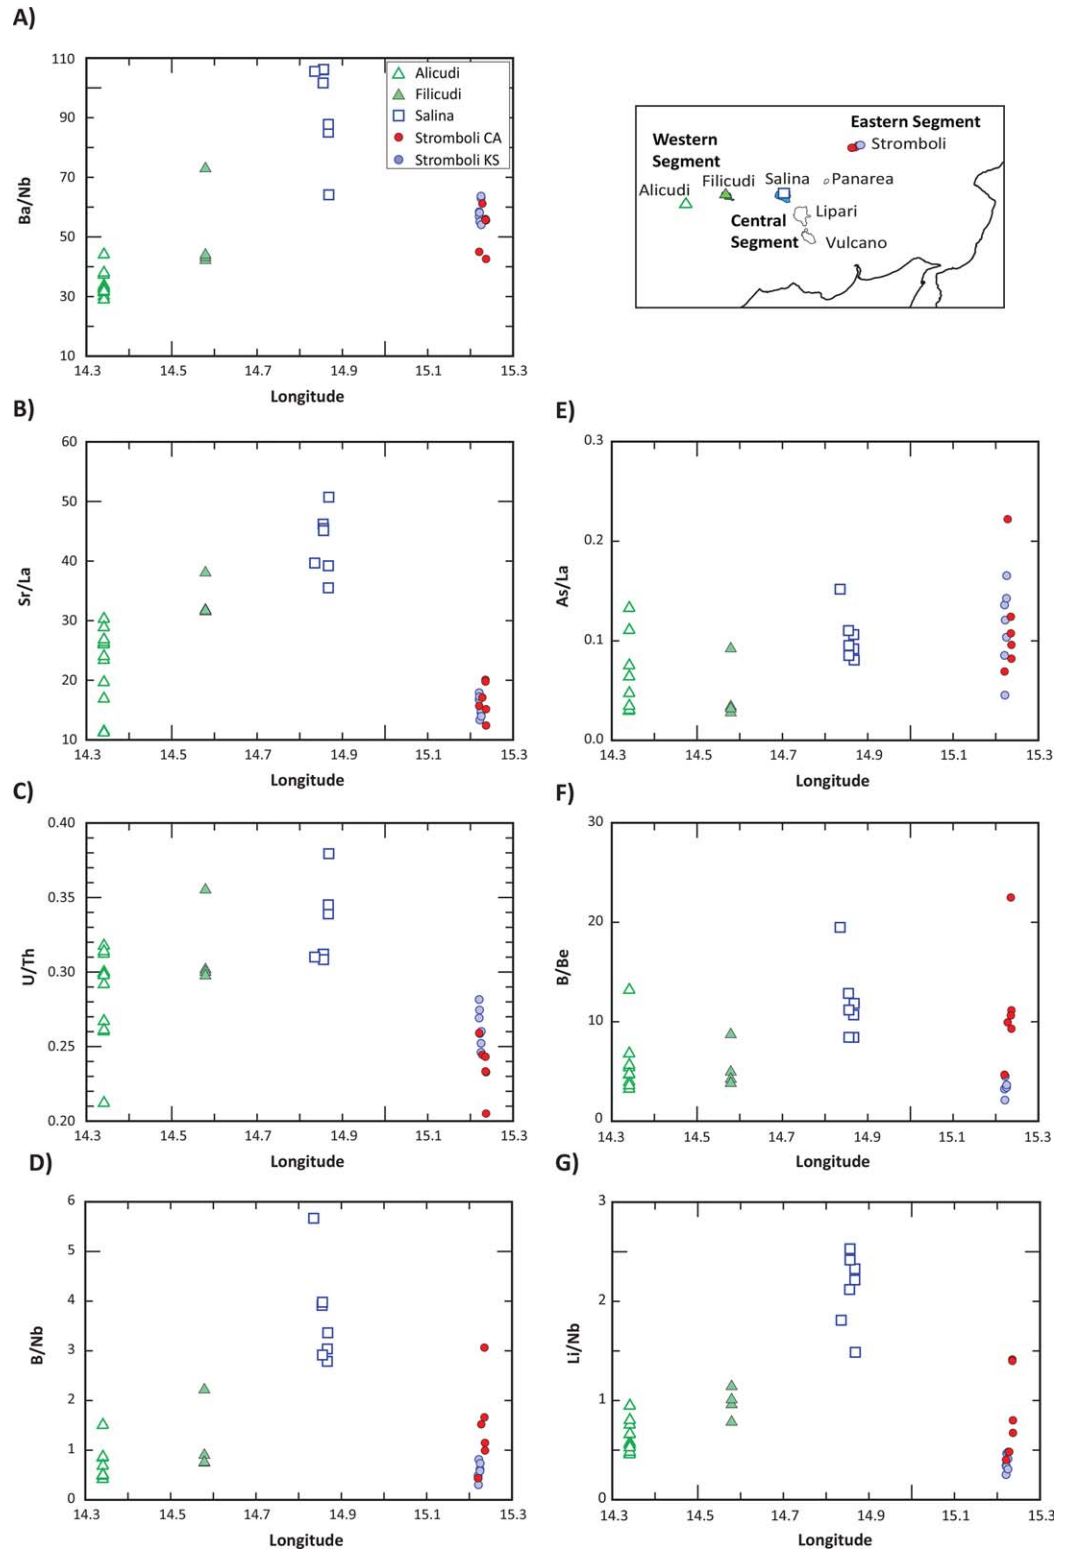 A)
110
90
70
50
30
10
Ba/Nb
14.3 14.5 14.7 14.9 15.1 15.3
Longitude
Alicudi
Filicudi
Salina
Stromboli CA
Stromboli KS
Eastern Segment
Stromboli
Western
Segment
Alicudi Filicudi Salina Panarea
Central
Segment
Lipari
Vulcano
B)
60
50
40
30
20
10
Sr/La
14.3 14.5 14.7 14.9 15.1 15.3
Longitude
E)
0.3
0.2
0.1
0.0
As/La
14.3 14.5 14.7 14.9 15.1 15.3
Longitude
C)
0.40
0.35
0.30
0.25
0.20
U/Th
14.3 14.5 14.7 14.9 15.1 15.3
Longitude
F)
30
20
10
0
B/Be
14.3 14.5 14.7 14.9 15.1 15.3
Longitude
D)
6
5
4
3
2
1
0
B/Nb
14.3 14.5 14.7 14.9 15.1 15.3
Longitude
G)
3
2
1
0
Li/Nb
14.3 14.5 14.7 14.9 15.1 15.3
Longitude